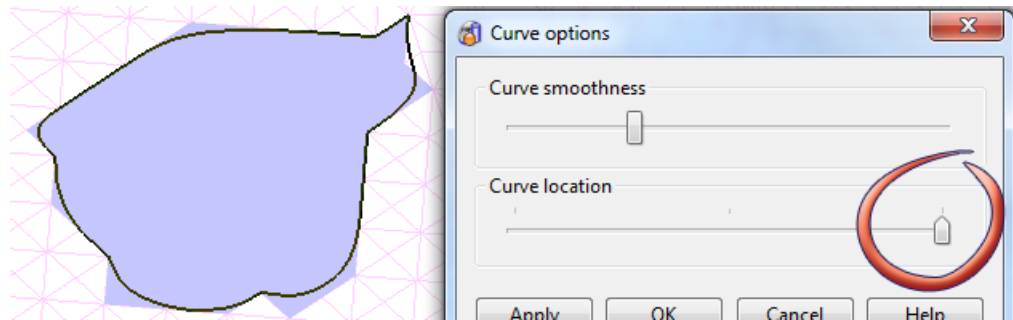 Curve options
Curve smoothness
Curve location
Apply OK Cancel Help